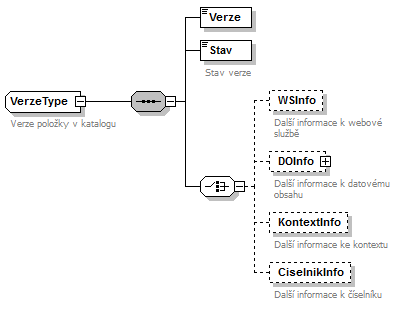 Verze
Stav
Stav verze
VerzeType
Verze položky v katalogu
WSInfo
Další informace k webové
službě
DOInfo
Další informace k datovému
obsahu
KontextInfo
Další informace ke kontextu
CiselnikInfo
Další informace k číselníku